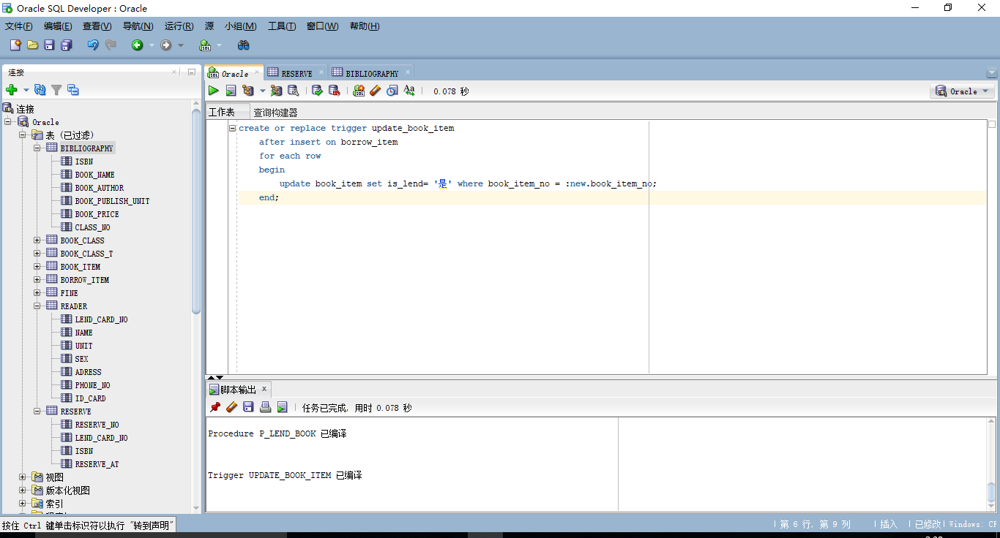 Oracle SQL Developer : Oracle
文件(F) 编辑(E) 查看(V) 导航(N) 运行(R) 源 小组(M) 工具(T) 窗口(W) 帮助(H)
连接
Oracle RESERVE BIBLIOGRAPHY
0.078 秒
Oracle
工作表 查询构建器
连接
Oracle
表 (已过滤)
BIBLIOGRAPHY
ISBN
BOOK_NAME
BOOK_AUTHOR
BOOK_PUBLISH_UNIT
BOOK_PRICE
CLASS_NO
BOOK_CLASS
BOOK_CLASS_T
BOOK_ITEM
BORROW_ITEM
FINE
READER
LEND_CARD_NO
NAME
UNIT
SEX
ADRESS
PHONE_NO
ID_CARD
RESERVE
RESERVE_NO
LEND_CARD_NO
ISBN
RESERVE_AT
视图
版本化视图
索引
create or replace trigger update_book_item
after insert on borrow_item
for each row
begin
update book_item set is_lend= '是' where book_item_no = :new.book_item_no;
end;
脚本输出
任务已完成, 用时 0.078 秒
Procedure P_LEND_BOOK 已编译
Trigger UPDATE_BOOK_ITEM 已编译
按住 Ctrl 键单击标识符以执行 "转到声明"
第 6 行, 第 9 列 插入 已修改 Windows: CR